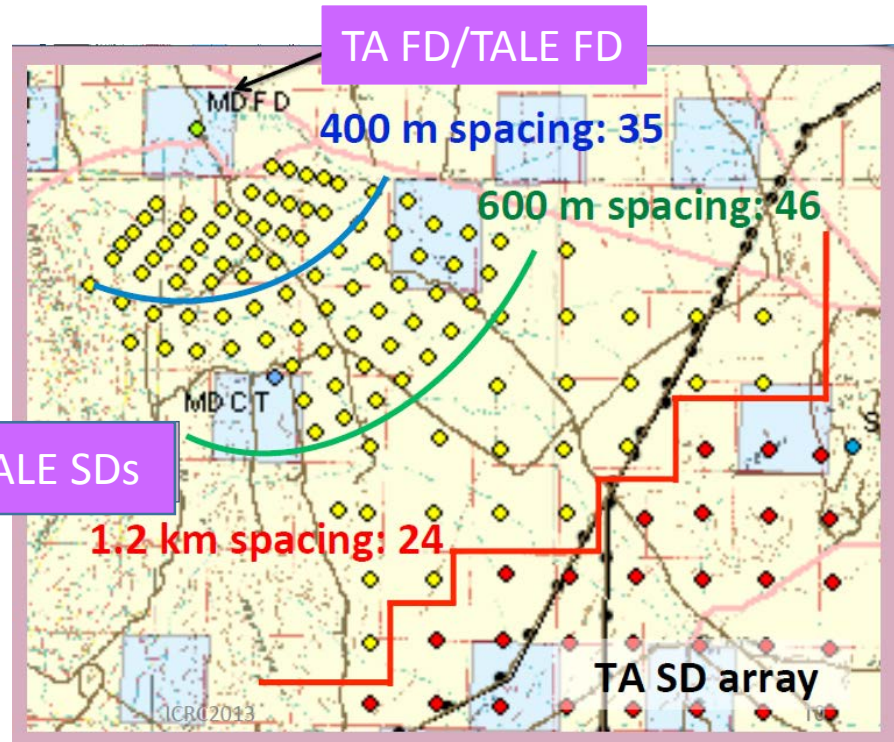 TA FD/TALE FD
MD F D
400 m spacing: 35
600 m spacing: 46
MD C T
S
ALE SDs
1.2 km spacing: 24
TA SD array
ICRC2013